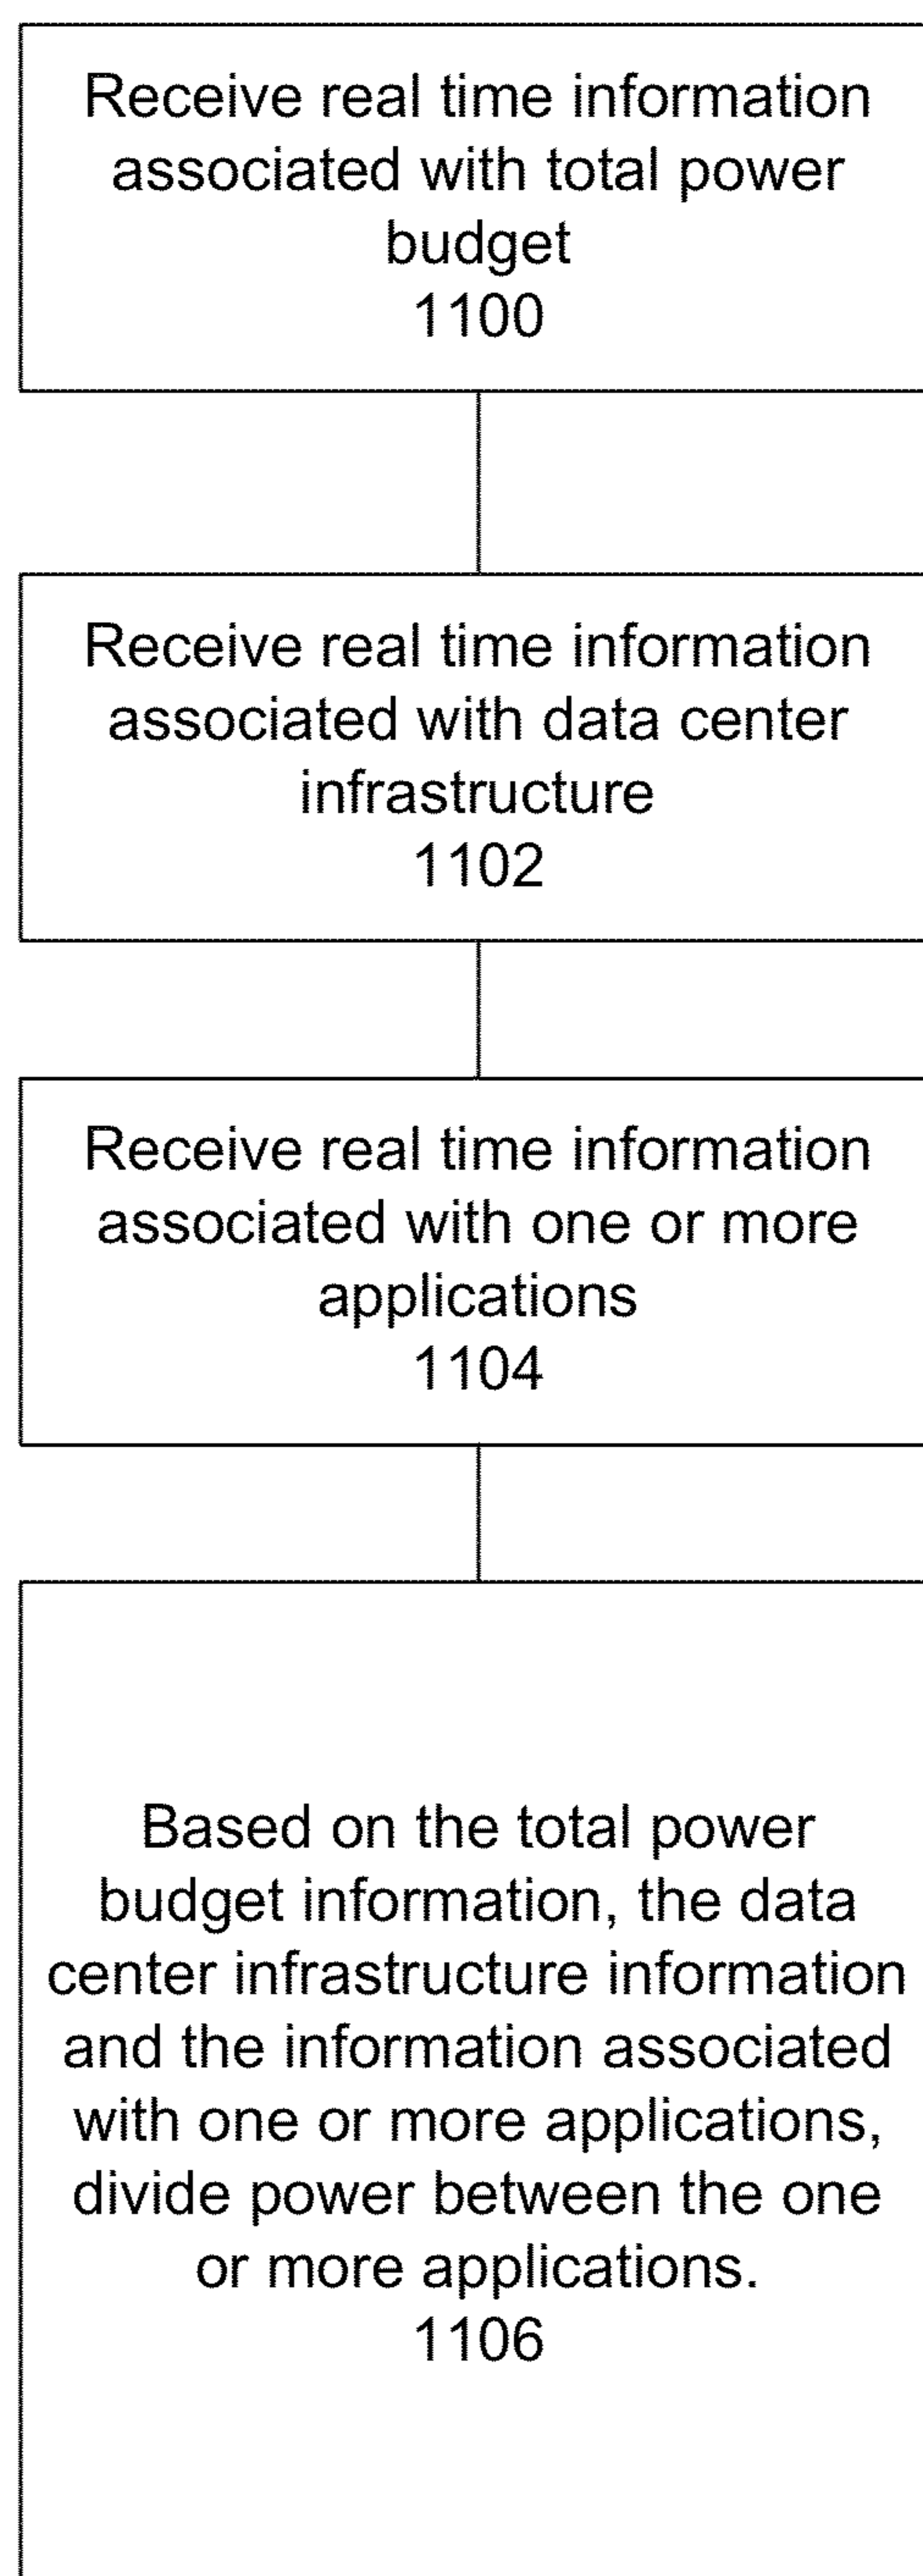 Receive real time information
associated with total power
budget
1100
Receive real time information
associated with data center
infrastructure
1102
Receive real time information
associated with one or more
applications
1104
Based on the total power
budget information, the data
center infrastructure information
and the information associated
with one or more applications,
divide power between the one
or more applications.
1106